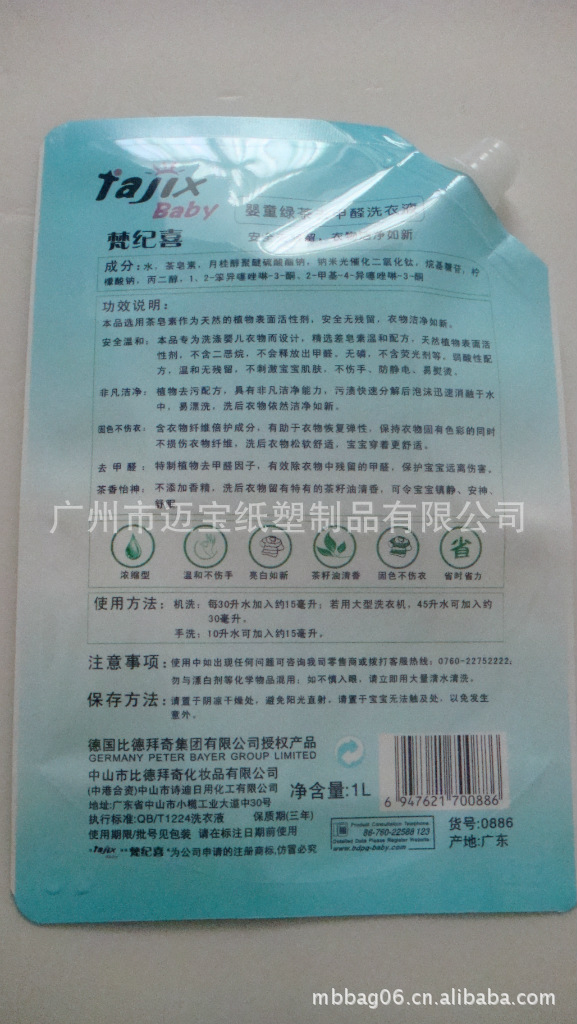 tajix
Baby
梵纪喜
婴童绿茶 甲醛洗衣液
安全 留，衣物洁净如新
成分：水、茶皂素、月桂醇聚醚硫酸酯钠、纳米光催化二氧化钛、烷基糖苷、柠
檬酸钠、丙二醇、1、2-苯异噻唑啉-3-酮、2-甲基-4-异噻唑啉-3-酮
功效说明：
本品选用茶皂素作为天然的植物表面活性剂，安全无残留，衣物洁净如新。
安全温和：本品专为洗涤婴儿衣物而设计，精选茶皂素温和配方，天然植物表面活
性剂，不含二恶烷，不会释放出甲醛，无磷，不含荧光剂等，弱酸性配
方，温和无残留，不刺激宝宝肌肤，不伤手、防静电、易熨烫。
非凡洁净：植物去污配方，具有非凡洁净能力，污渍快速分解后泡沫迅速消融于水
中，易漂洗，洗后衣物依然洁净如新。
固色不伤衣：含衣物纤维倍护成分，有助于衣物恢复弹性，保持衣物固有色彩的同时
不损伤衣物纤维，洗后衣物松软舒适，宝宝穿着更舒适。
去甲醛：特制植物去甲醛因子，有效除衣物中残留的甲醛，保护宝宝远离伤害。
茶香怡神：不添加香精，洗后衣物留有特有的茶籽油清香，可令宝宝镇静、安神、
舒压
广州市迈宝纸塑制品有限公司
省
浓缩型 温和不伤手 亮白如新 茶籽油清香 固色不伤衣 省时省力
使用方法：机洗：每30升水可加入约15毫升；若用大型洗衣机，45升水可加入约
30毫升。
手洗：10升水可加入约15毫升。
注意事项：使用中如出现任何问题可咨询我司零售商或拨打客服热线：0760-22752222，
勿与漂白剂等化学物品混用；如不慎入眼，请立即用大量清水清洗。
保存方法：请置于阴凉干燥处，避免阳光直射，请置于宝宝无法触及处，以免发生
意外。
德国比德拜奇集团有限公司授权产品
GERMANY PETER BAYER GROUP LIMITED
中山市比德拜奇化妆品有限公司
(中港合资)中山市诗迪日用化工有限公司
地址：广东省中山市小榄工业大道中30号
执行标准：QB/T1224洗衣液 保质期(三年)
使用期限/批号见包装 请在标注日期前使用
"tajix Baby" "梵纪喜"为公司申请的注册商标，仿冒必究
净含量：1L
6 947621 700886
Product Consultation Telephone:
86-760-22588123
Detailed Data Please Register Website:
www.bdpq-baby.com
货号：0886
产地：广东
mbbag06.cn.alibaba.com